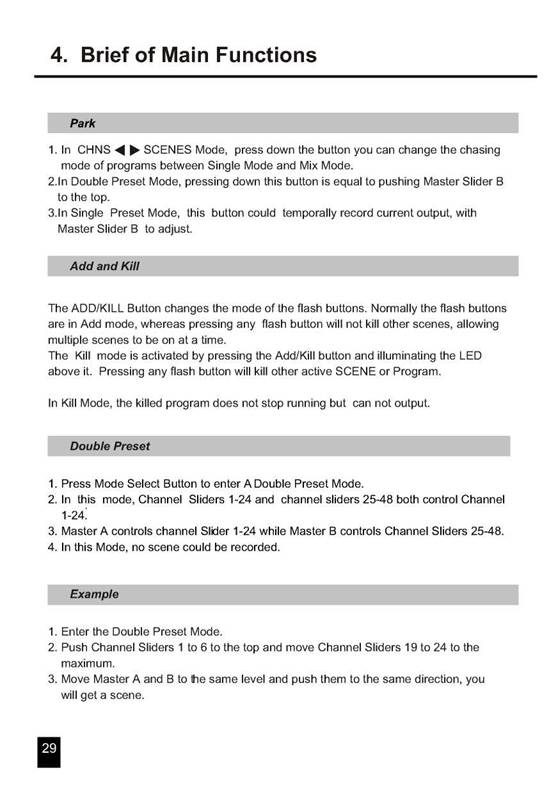 4. Brief of Main Functions
Park
1. In CHNS ◀ ▶ SCENES Mode, press down the button you can change the chasing
mode of programs between Single Mode and Mix Mode.
2.In Double Preset Mode, pressing down this button is equal to pushing Master Slider B
to the top.
3.In Single Preset Mode, this button could temporally record current output, with
Master Slider B to adjust.
Add and Kill
The ADD/KILL Button changes the mode of the flash buttons. Normally the flash buttons
are in Add mode, whereas pressing any flash button will not kill other scenes, allowing
multiple scenes to be on at a time.
The Kill mode is activated by pressing the Add/Kill button and illuminating the LED
above it. Pressing any flash button will kill other active SCENE or Program.
In Kill Mode, the killed program does not stop running but can not output.
Double Preset
1. Press Mode Select Button to enter A Double Preset Mode.
2. In this mode, Channel Sliders 1-24 and channel sliders 25-48 both control Channel
1-24.
3. Master A controls channel Slider 1-24 while Master B controls Channel Sliders 25-48.
4. In this Mode, no scene could be recorded.
Example
1. Enter the Double Preset Mode.
2. Push Channel Sliders 1 to 6 to the top and move Channel Sliders 19 to 24 to the
maximum.
3. Move Master A and B to the same level and push them to the same direction, you
will get a scene.
29